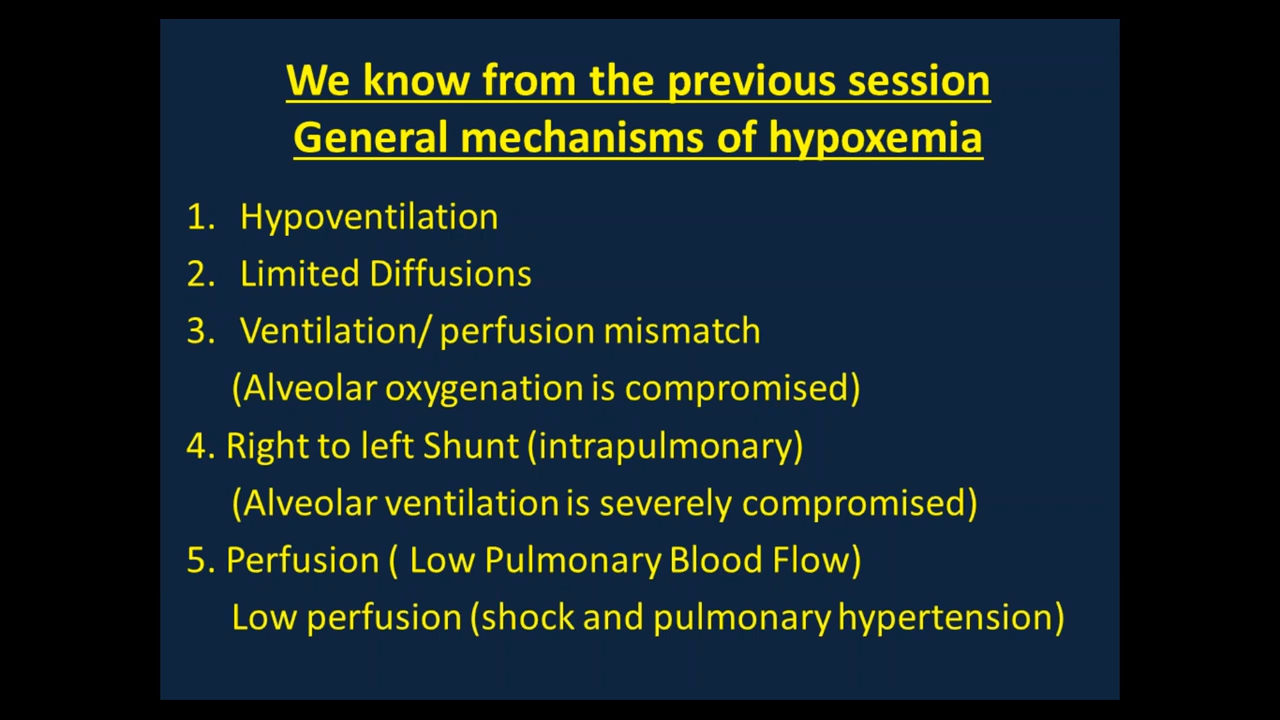 We know from the previous session
General mechanisms of hypoxemia
1. Hypoventilation
2. Limited Diffusions
3. Ventilation/ perfusion mismatch
(Alveolar oxygenation is compromised)
4. Right to left Shunt (intrapulmonary)
(Alveolar ventilation is severely compromised)
5. Perfusion ( Low Pulmonary Blood Flow)
Low perfusion (shock and pulmonary hypertension)